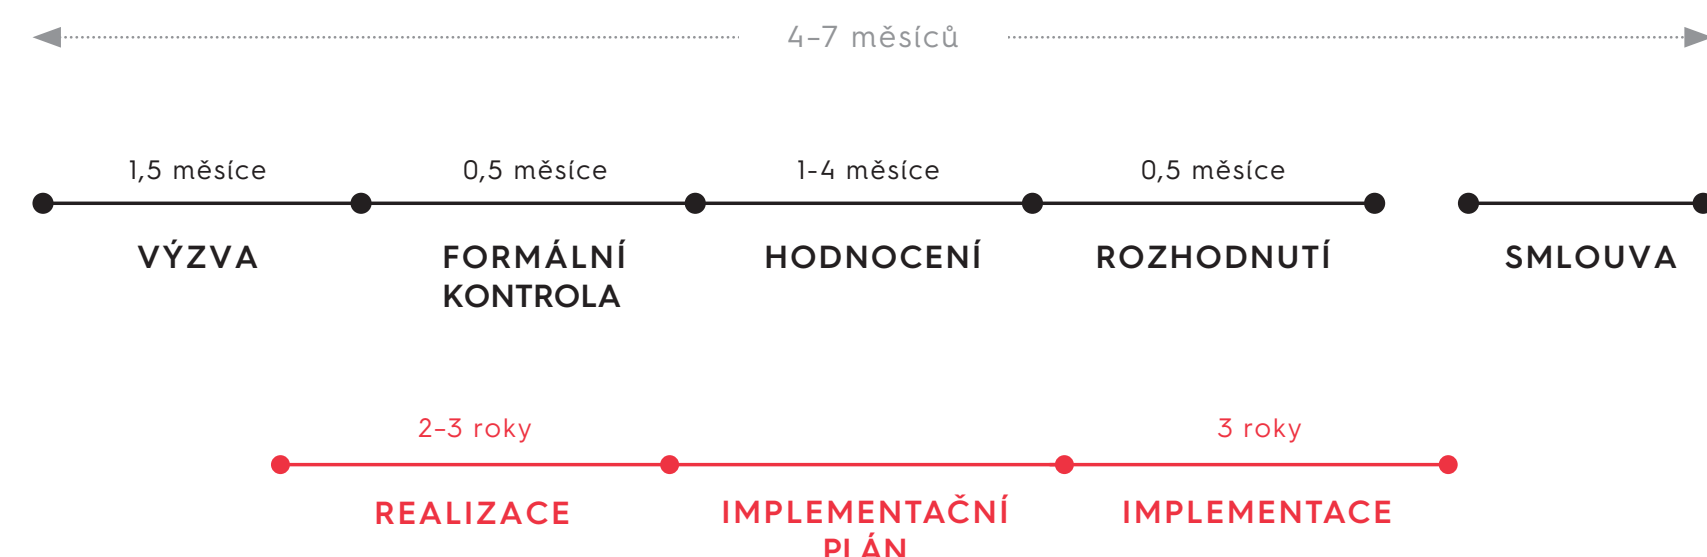 4–7 měsíců
1,5 měsíce
0,5 měsíce
1-4 měsíce
0,5 měsíce
VÝZVA
FORMÁLNÍ
KONTROLA
HODNOCENÍ
ROZHODNUTÍ
SMLOUVA
2–3 roky
3 roky
REALIZACE
IMPLEMENTAČNÍ
PLÁN
IMPLEMENTACE